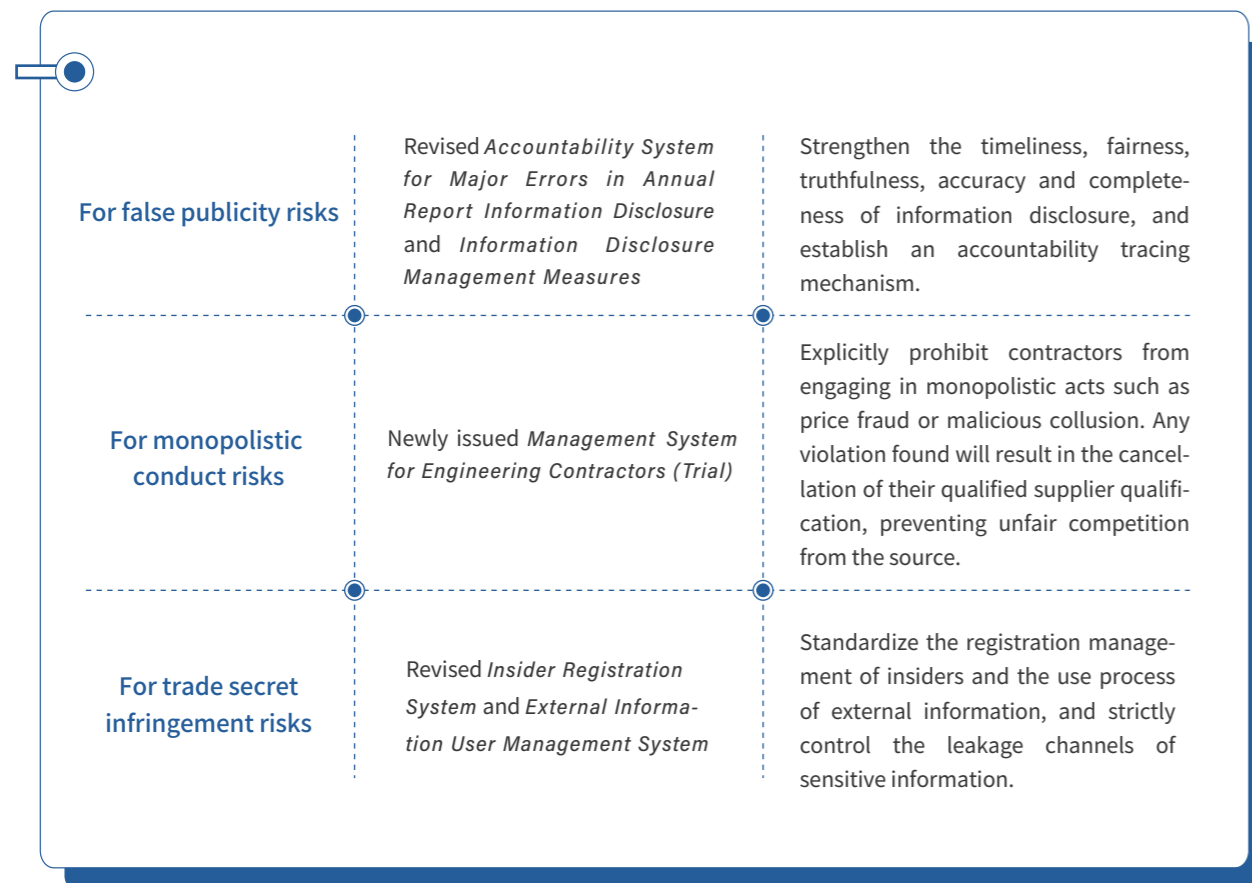 For false publicity risks
Revised Accountability System
for Major Errors in Annual
Report Information Disclosure
and Information Disclosure
Management Measures
Strengthen the timeliness, fairness,
truthfulness, accuracy and complete-
ness of information disclosure, and
establish an accountability tracing
mechanism.
For monopolistic
conduct risks
Newly issued Management System
for Engineering Contractors (Trial)
Explicitly prohibit contractors from
engaging in monopolistic acts such as
price fraud or malicious collusion. Any
violation found will result in the cancel-
lation of their qualified supplier qualifi-
cation, preventing unfair competition
from the source.
For trade secret
infringement risks
Revised Insider Registration
System and External Informa-
tion User Management System
Standardize the registration manage-
ment of insiders and the use process
of external information, and strictly
control the leakage channels of
sensitive information.